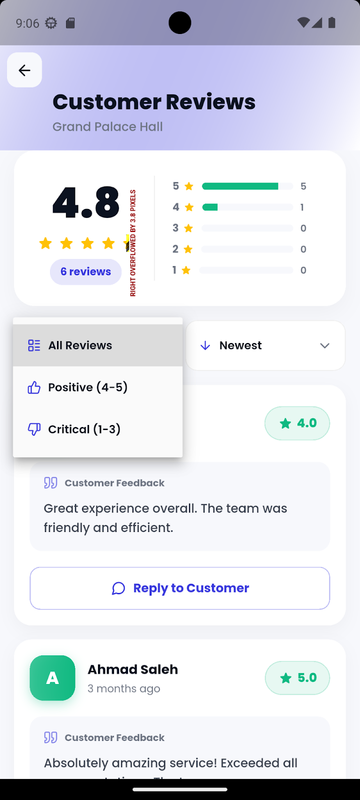 9:06
Customer Reviews
Grand Palace Hall
4.8
6 reviews
RIGHT OVERFLOWED BY 3.8 PIXELS
5 5
4 1
3 0
2 0
1 0
All Reviews
Positive (4-5)
Critical (1-3)
Newest
4.0
Customer Feedback
Great experience overall. The team was
friendly and efficient.
Reply to Customer
A
Ahmad Saleh
3 months ago
5.0
Customer Feedback
Absolutely amazing service! Exceeded all